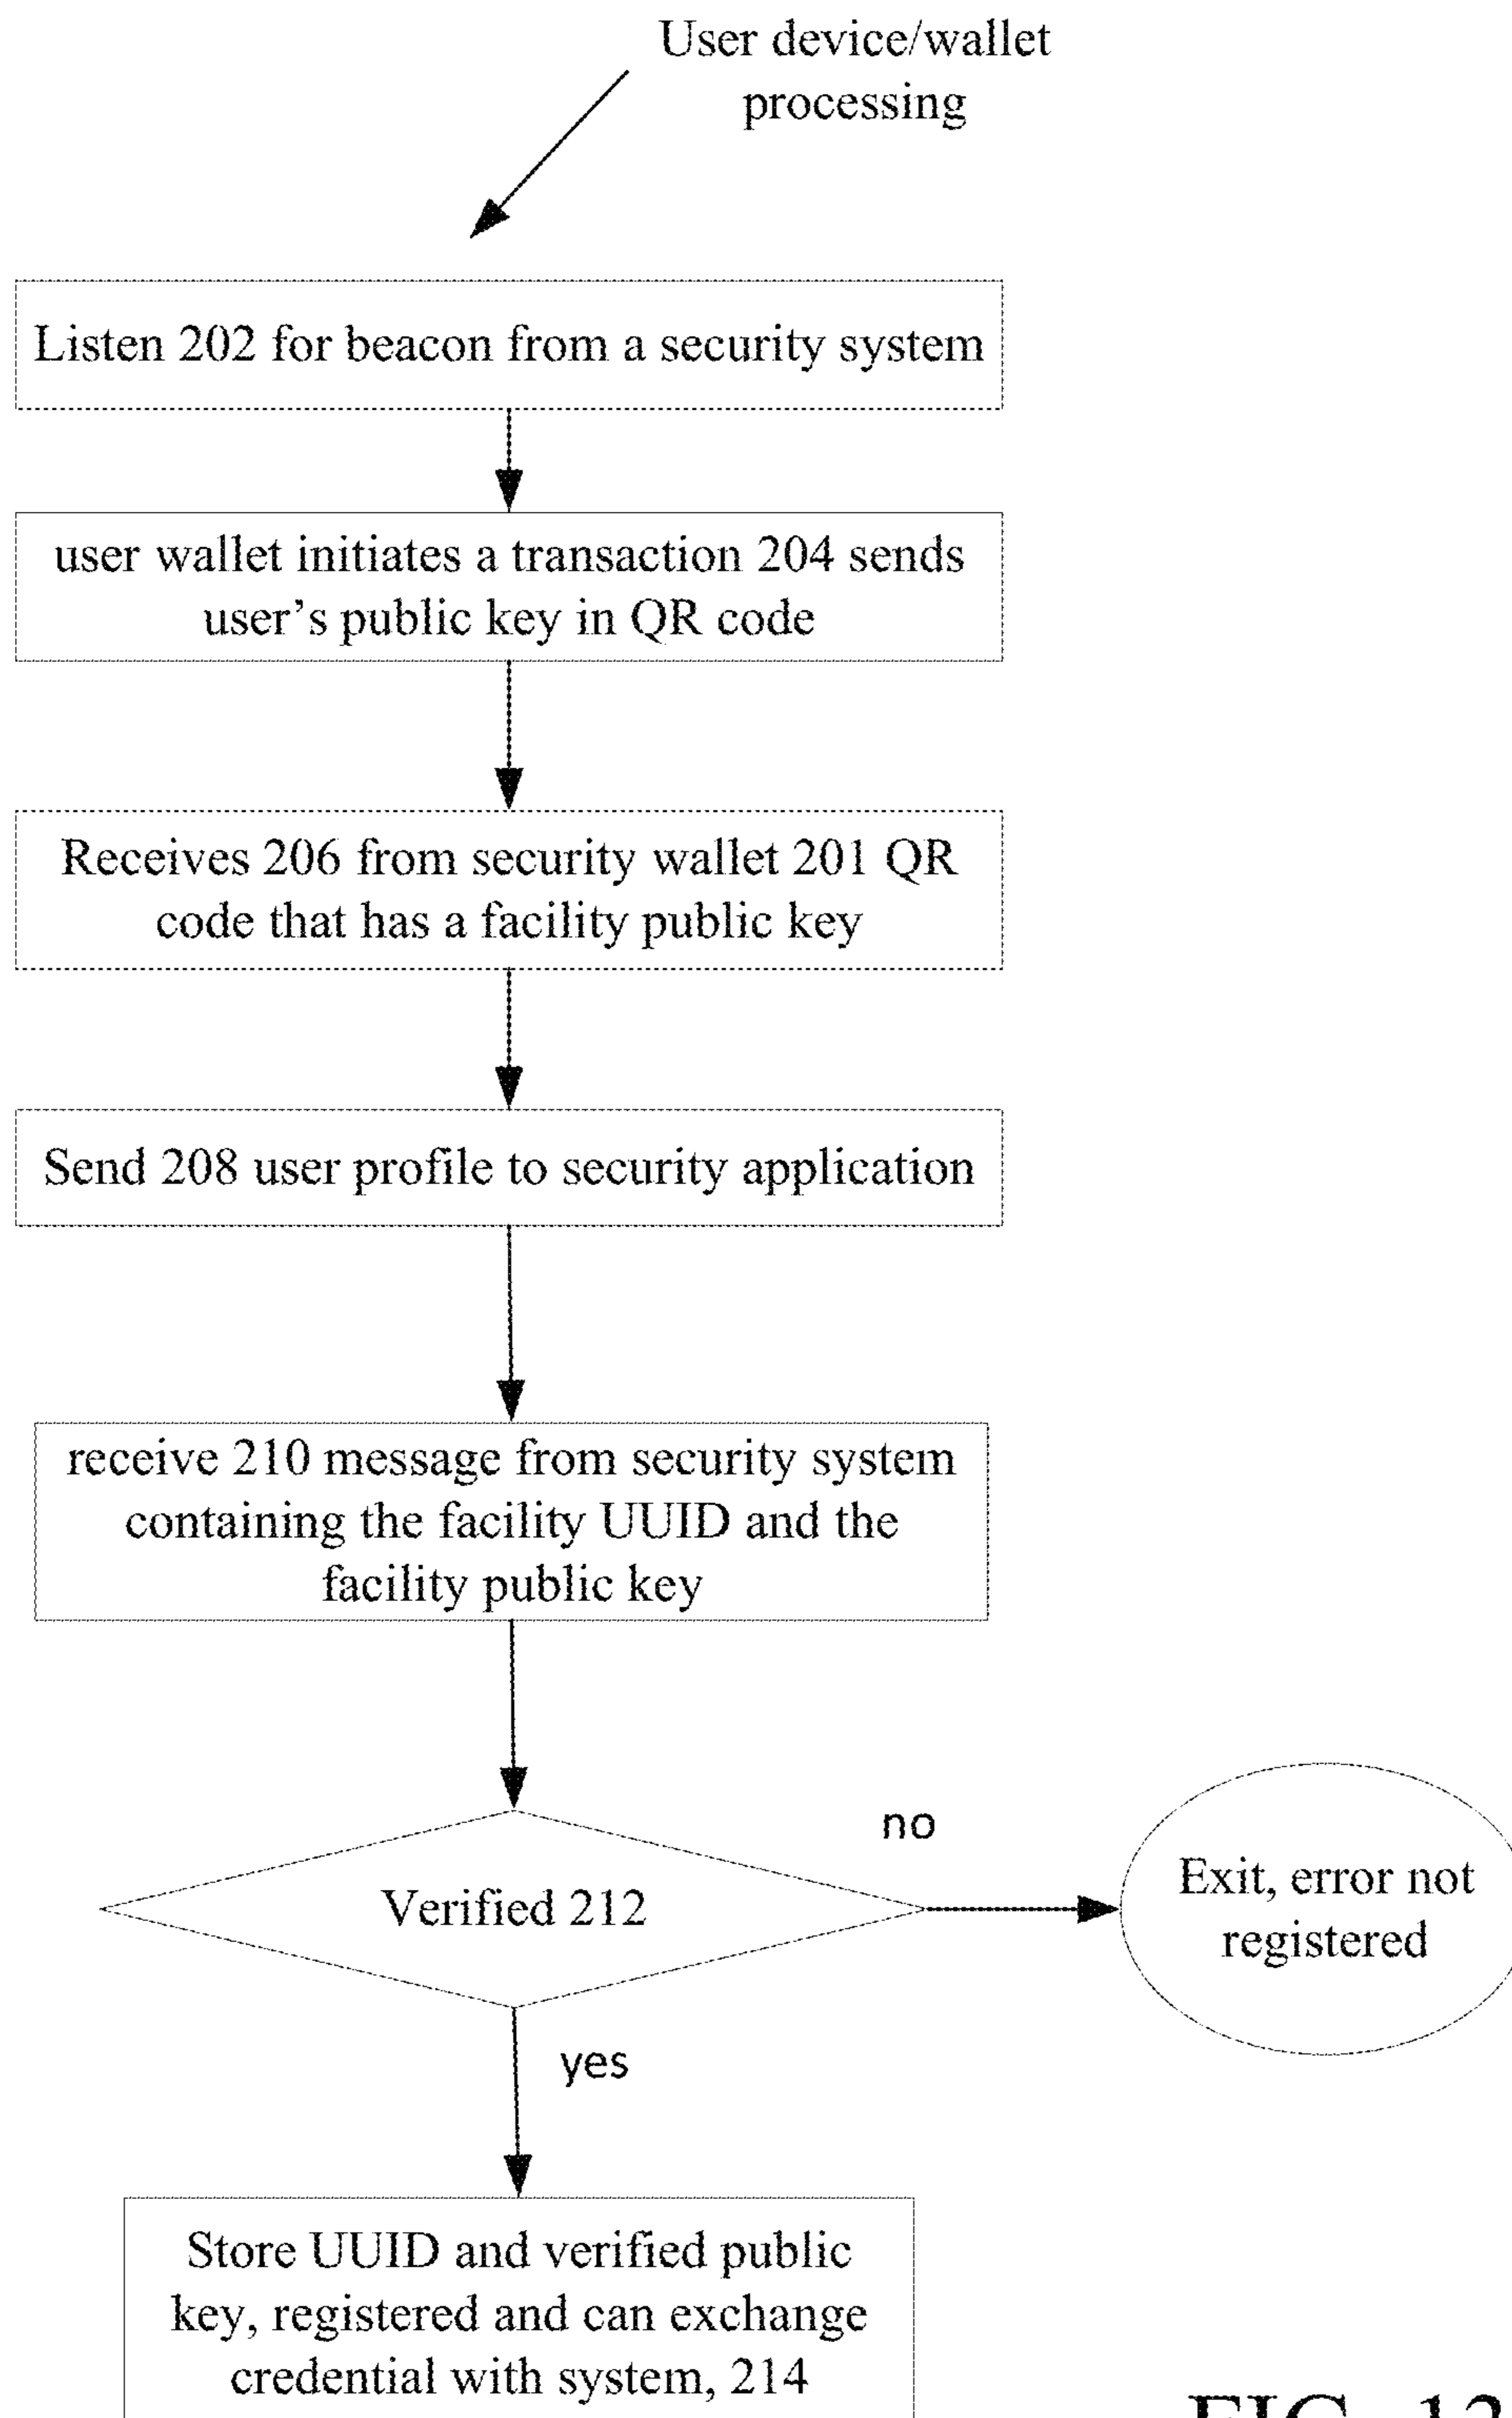 User device/wallet
processing
Listen 202 for beacon from a security system
user wallet initiates a transaction 204 sends
user’s public key in QR code
Receives 206 from security wallet 201 QR
code that has a facility public key
Send 208 user profile to security application
receive 210 message from security system
containing the facility UUID and the
facility public key
no
Verified 212
Exit, error not
registered
yes
Store UUID and verified public
key, registered and can exchange
credential with system, 214